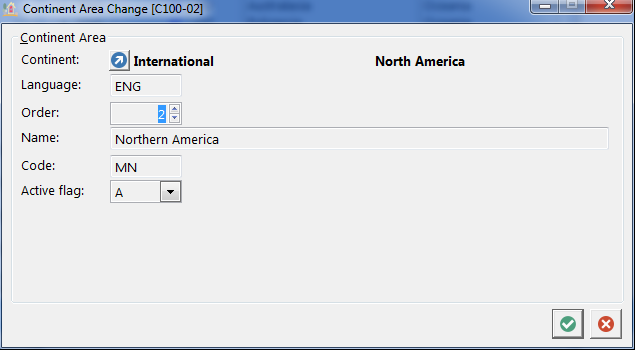 Continent Area Change [C100-02]
Continent Area
Continent: International North America
Language: ENG
Order: 2
Name: Northern America
Code: MN
Active flag: A